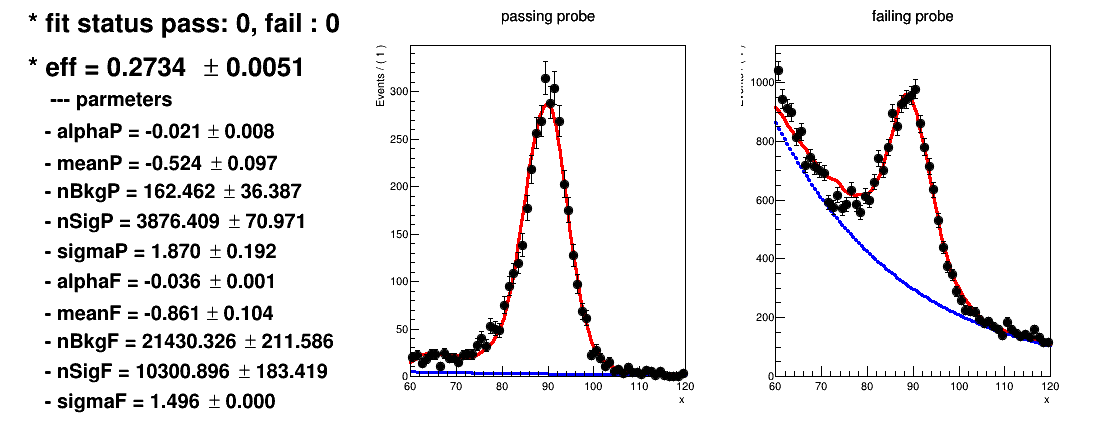 * fit status pass: 0, fail : 0
* eff = 0.2734 ± 0.0051
--- parmeters
- alphaP = -0.021 ± 0.008
- meanP = -0.524 ± 0.097
- nBkgP = 162.462 ± 36.387
- nSigP = 3876.409 ± 70.971
- sigmaP = 1.870 ± 0.192
- alphaF = -0.036 ± 0.001
- meanF = -0.861 ± 0.104
- nBkgF = 21430.326 ± 211.586
- nSigF = 10300.896 ± 183.419
- sigmaF = 1.496 ± 0.000
passing probe
Events / ( 1 )
300
250
200
150
100
50
0
60 70 80 90 100 110 120
x
failing probe
1000
800
600
400
200
0
60 70 80 90 100 110 120
x